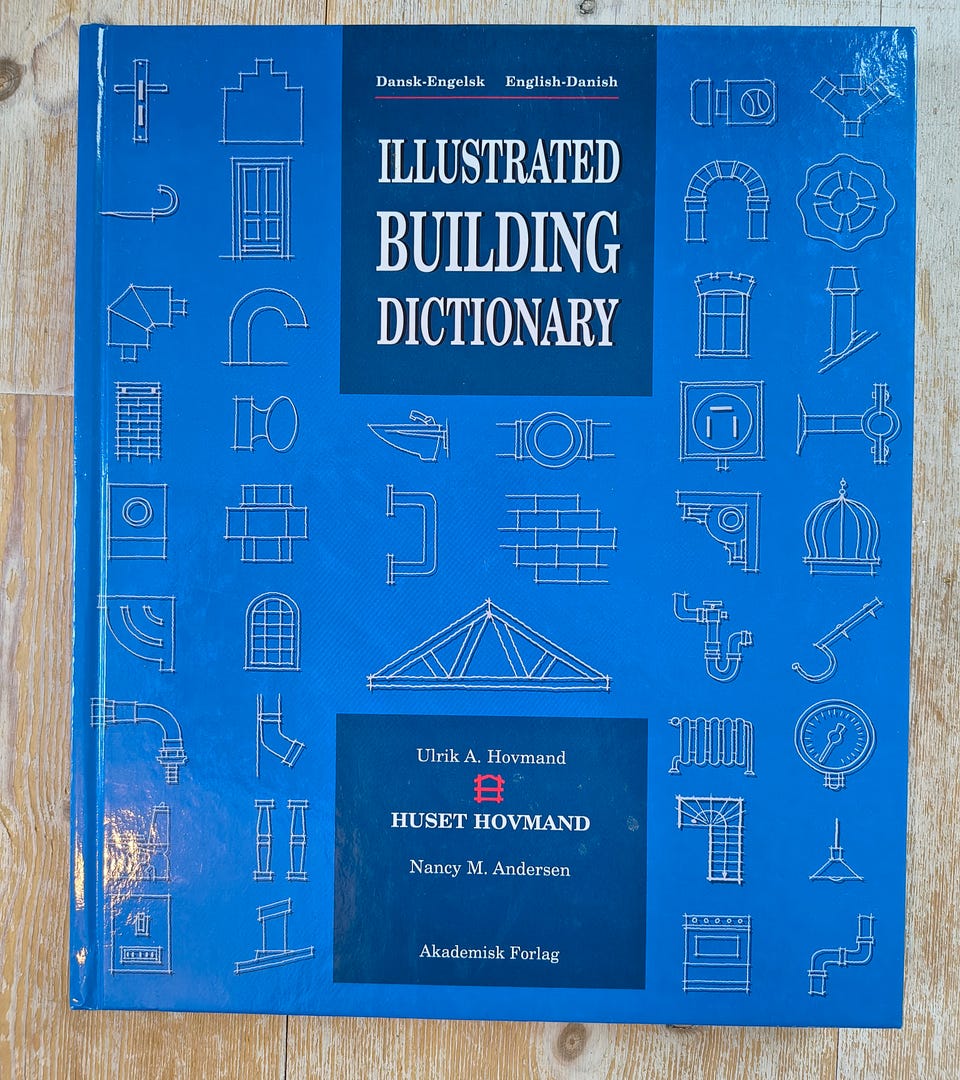 Dansk-Engelsk English-Danish
ILLUSTRATED
BUILDING
DICTIONARY
Ulrik A. Hovmand
HUSET HOVMAND
Nancy M. Andersen
Akademisk Forlag